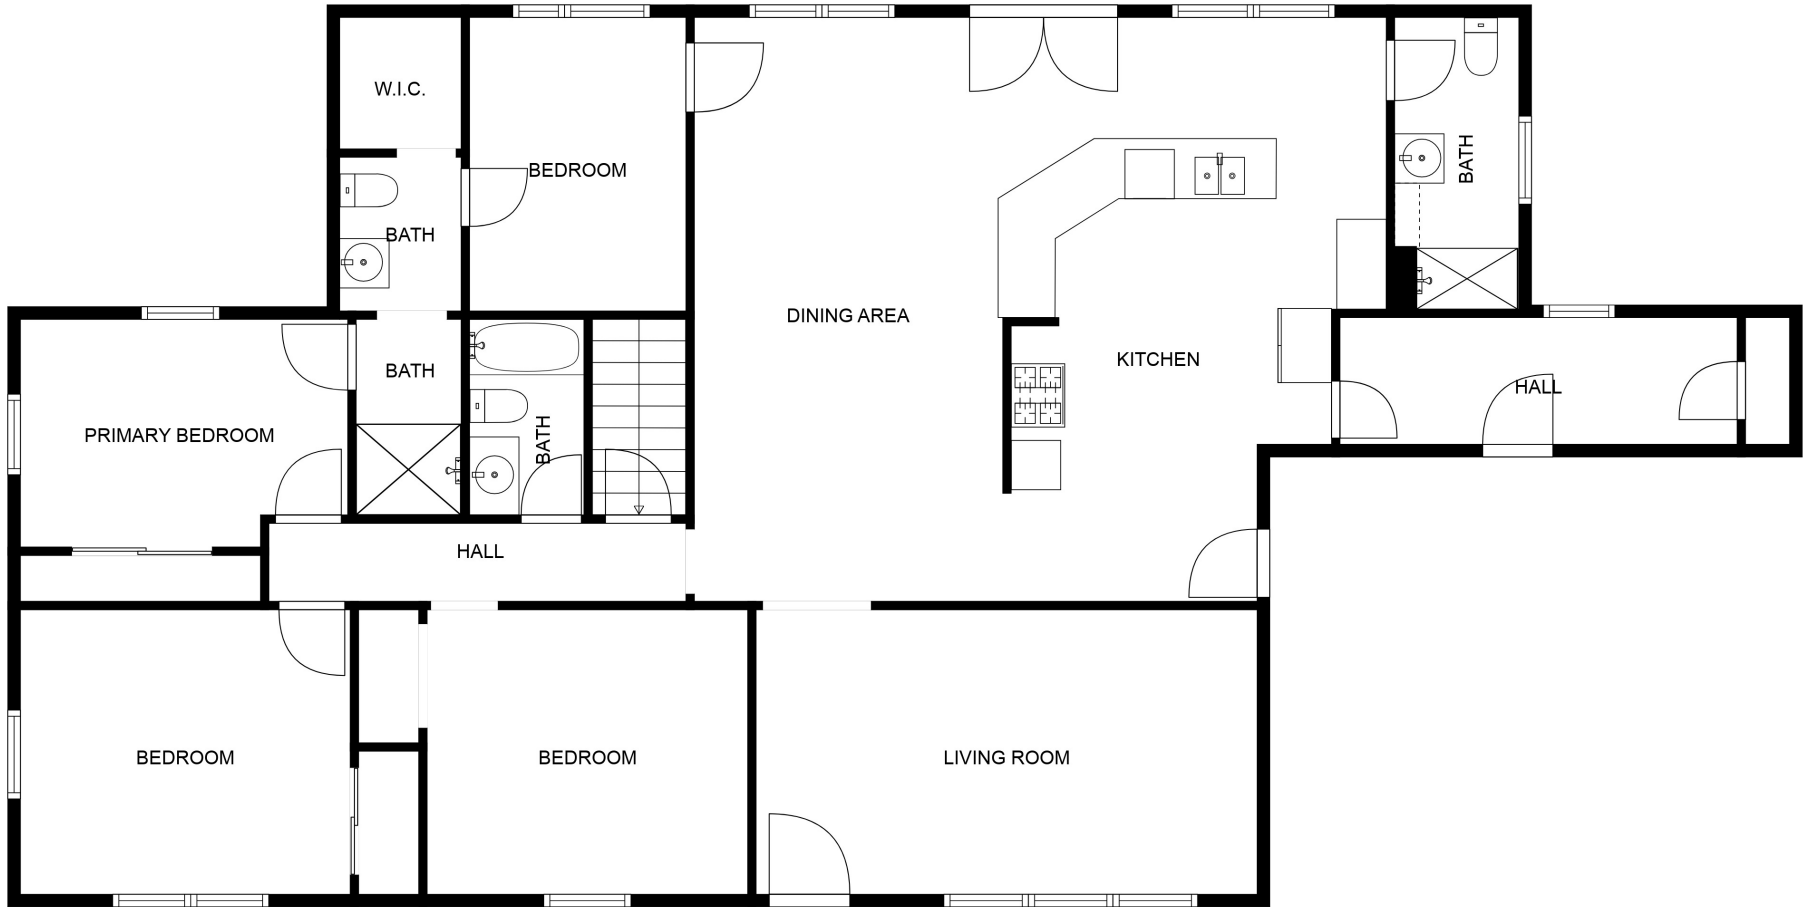 W.I.C.
BEDROOM
BATH
BATH
DINING AREA
KITCHEN
BATH
HALL
PRIMARY BEDROOM
BATH
HALL
BEDROOM
BEDROOM
LIVING ROOM